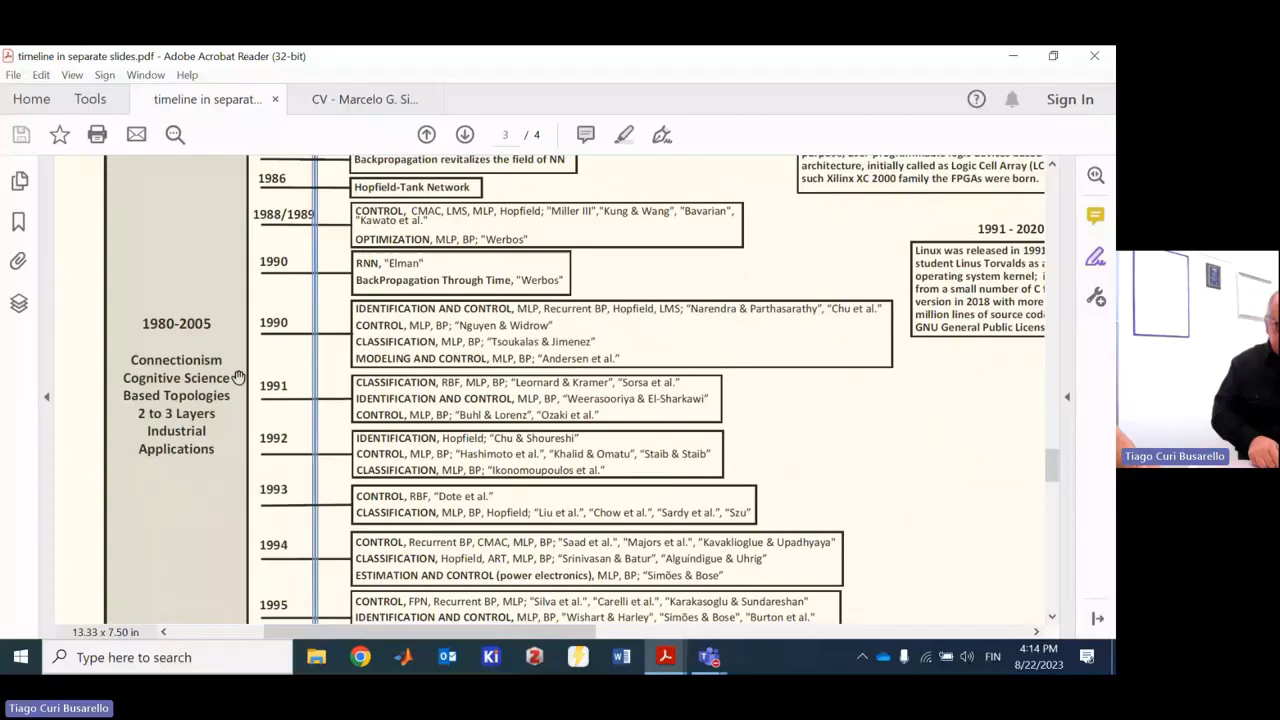 timeline in separate slides.pdf - Adobe Acrobat Reader (32-bit)
File Edit View Sign Window Help
Home Tools timeline in separat... × CV - Marcelo G. Si... Sign In
3 / 4
Backpropagation revitalizes the field of NN
architecture, initially called as Logic Cell Array (LC
such Xilinx XC 2000 family the FPGAs were born.
1986
Hopfield-Tank Network
1988/1989
CONTROL, CMAC, LMS, MLP, Hopfield; "Miller III","Kung & Wang", "Bavarian",
"Kawato et al."
OPTIMIZATION, MLP, BP; "Werbos"
1991 - 2020
Linux was released in 1991
student Linus Torvalds as a
operating system kernel; i
from a small number of C f
version in 2018 with more
million lines of source code
GNU General Public Licens
1990
RNN, "Elman"
BackPropagation Through Time, "Werbos"
1990
IDENTIFICATION AND CONTROL, MLP, Recurrent BP, Hopfield, LMS; "Narendra & Parthasarathy", "Chu et al."
CONTROL, MLP, BP; "Nguyen & Widrow"
CLASSIFICATION, MLP, BP; "Tsoukalas & Jimenez"
MODELING AND CONTROL, MLP, BP; "Andersen et al."
1980-2005
Connectionism
Cognitive Science
Based Topologies
2 to 3 Layers
Industrial
Applications
1991
CLASSIFICATION, RBF, MLP, BP; "Leonard & Kramer", "Sorsa et al."
IDENTIFICATION AND CONTROL, MLP, BP, "Weerasooriya & El-Sharkawi"
CONTROL, MLP, BP; "Buhl & Lorenz", "Ozaki et al."
1992
IDENTIFICATION, Hopfield; "Chu & Shoureshi"
CONTROL, MLP, BP; "Hashimoto et al.", "Khalid & Omatu", "Staib & Staib"
CLASSIFICATION, MLP, BP; "Ikonomoupoulos et al."
1993
CONTROL, RBF, "Dote et al."
CLASSIFICATION, MLP, BP, Hopfield; "Liu et al.", "Chow et al.", "Sardy et al.", "Szu"
1994
CONTROL, Recurrent BP, CMAC, MLP, BP; "Saad et al.", "Majors et al.", "Kavaklioglue & Upadhyaya"
CLASSIFICATION, Hopfield, ART, MLP, BP; "Srinivasan & Batur", "Alguindigue & Uhrig"
ESTIMATION AND CONTROL (power electronics), MLP, BP; "Simões & Bose"
1995
CONTROL, FPN, Recurrent BP, MLP; "Silva et al.", "Carelli et al.", "Karakasoglu & Sundareshan"
IDENTIFICATION AND CONTROL, MLP, BP, "Wishart & Harley", "Simões & Bose", "Burton et al."
13.33 x 7.50 in
Type here to search
FIN
4:14 PM
8/22/2023
Tiago Curi Busarello
Tiago Curi Busarello